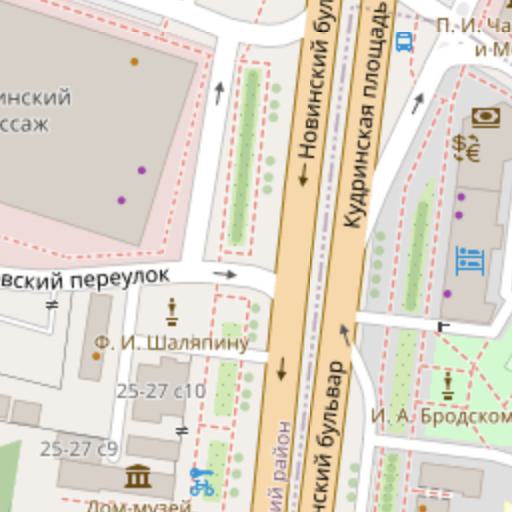 П. И. Ча
и М
инский
ссаж
Новинский бул
Кудринская площадь
вский переулок
Ф. И. Шаляпину
25-27 с10
И. А. Бродском
25-27 с9
нский бульвар
ий район
Дом-музей